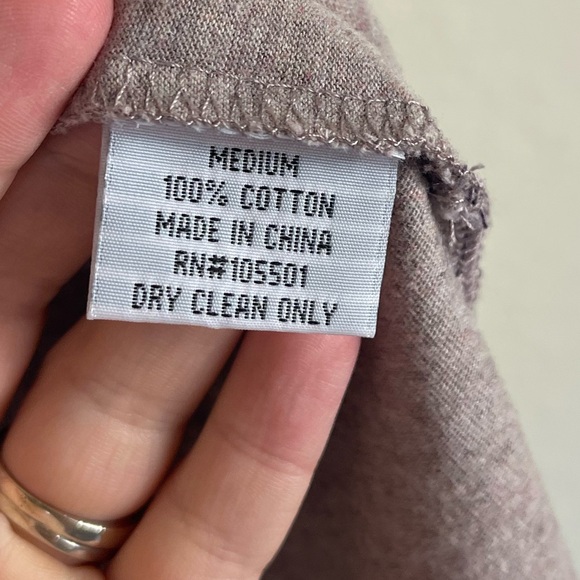 MEDIUM
100% COTTON
MADE IN CHINA
RN#105501
DRY CLEAN ONLY